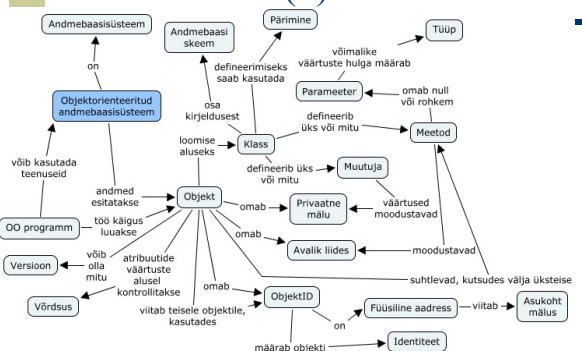 Andmebaasisüsteem
Andmebaasi
skeem
Pärimine
Tüüp
on
defineerimiseks
saab kasutada
võimalike
väärtuste hulga määrab
Objektorienteeritud
andmebaasisüsteem
osa
kirjeldusest
Parameeter
omab null
või rohkem
võib kasutada
teenuseid
loomise
aluseks
Klass
defineerib
üks või mitu
Meetod
defineerib üks
või mitu
Muutuja
andmed
esitatakse
Objekt
omab
Privaatne
mälu
väärtused
moodustavad
OO programm
töö käigus
luuakse
omab
Avalik liides
moodustavad
Versioon
võib
olla
mitu
atribuutide
väärtuste
alusel
kontrollitakse
suhtlevad, kutsudes välja üksteise
omab
ObjektID
Võrdsus
viitab teisele objektile,
kasutades
on
Füüsiline aadress
viitab
Asukoht
mälus
määrab objekti
Identiteet